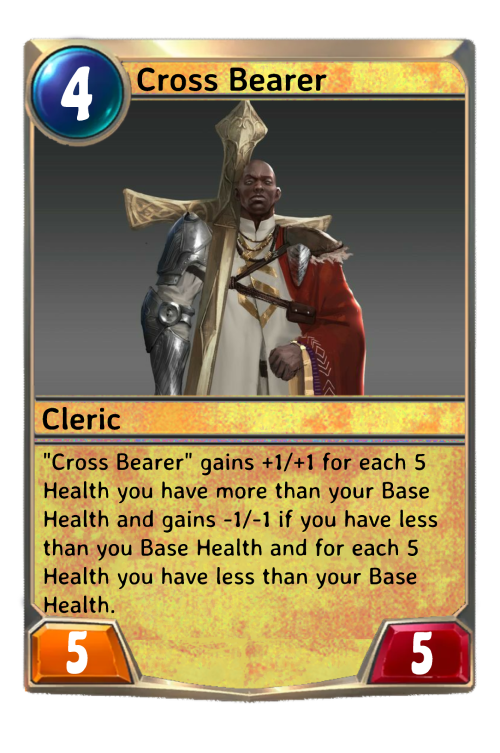 4
Cross Bearer
Cleric
"Cross Bearer" gains +1/+1 for each 5
Health you have more than your Base
Health and gains -1/-1 if you have less
than you Base Health and for each 5
Health you have less than your Base
Health.
5
5